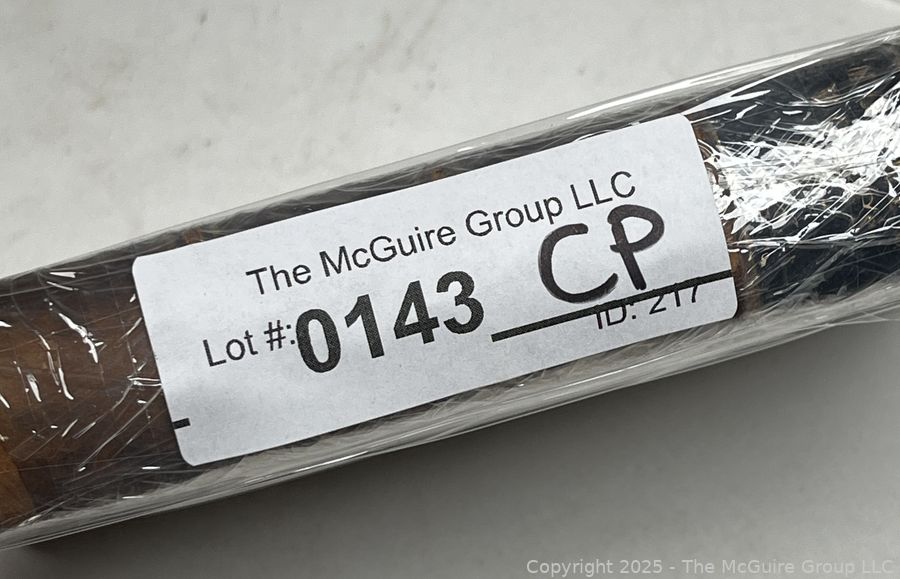 The McGuire Group LLC
CP
Lot #: 0143
ID: 217
Copyright 2025 - The McGuire Group LLC